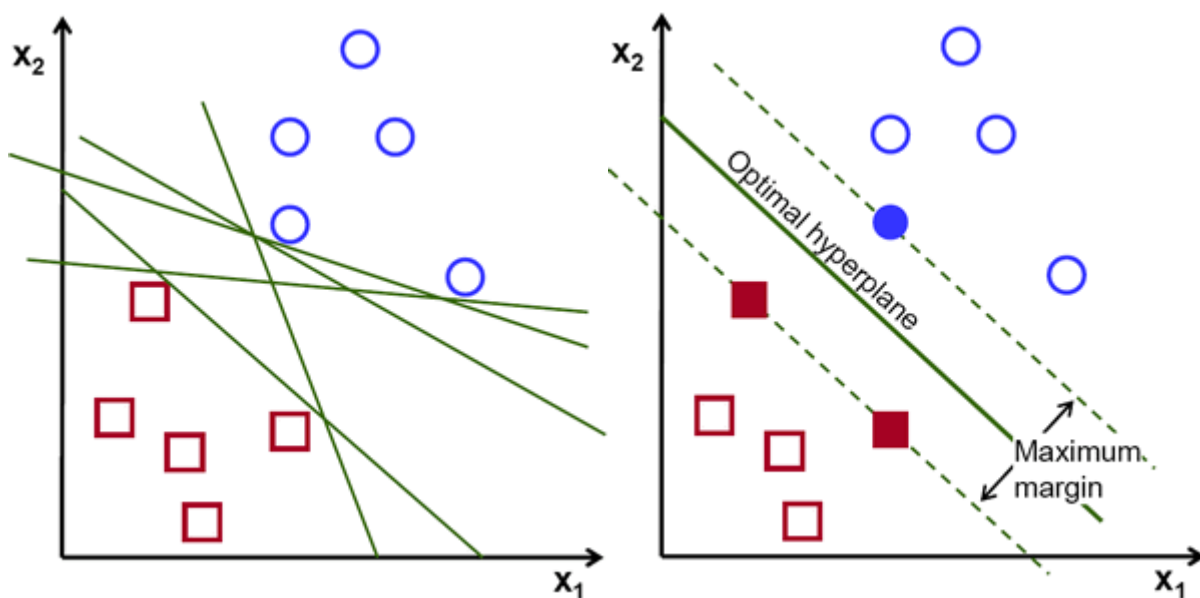 x₂
x₁
x₂
Optimal hyperplane
Maximum
margin
x₁